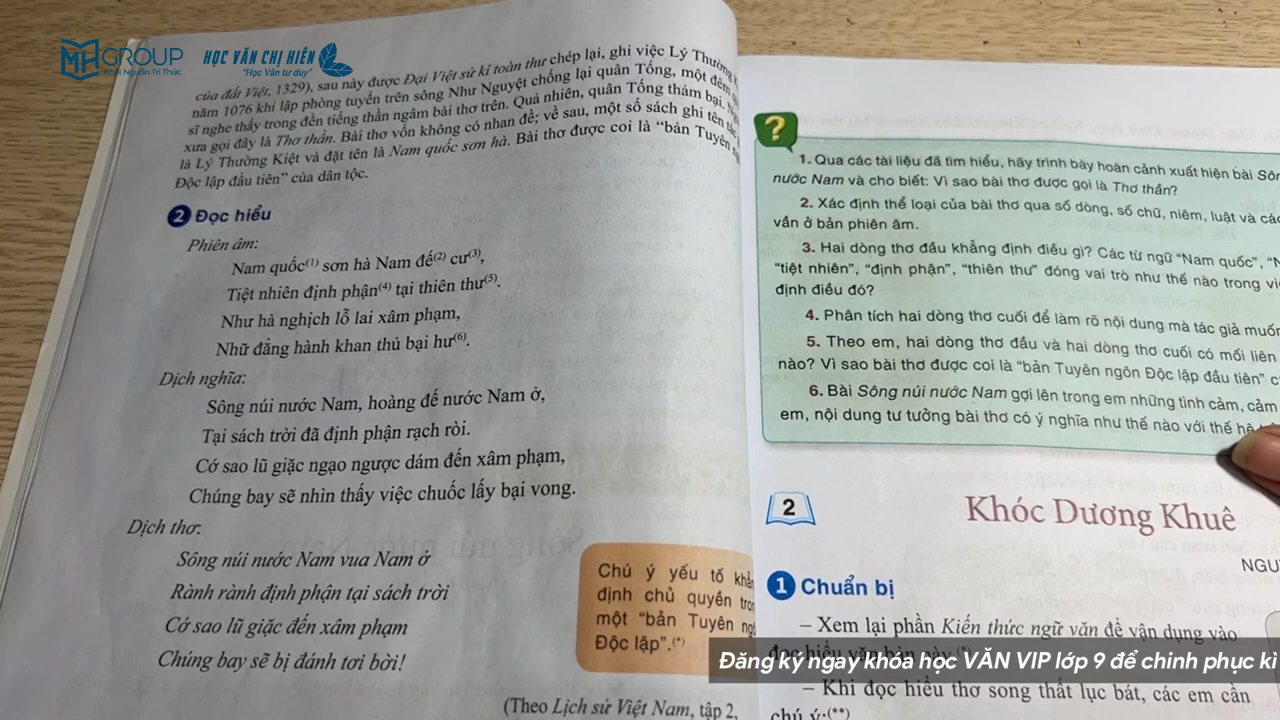 MH GROUP
Khơi Nguồn Tri Thức
HỌC VĂN CHỊ HIÊN
"Học Văn tư duy"
của đất Việt, 1329), sau này được Đại Việt sử kí toàn thư chép lại, ghi việc Lý Thường
năm 1076 khi lập phòng tuyến trên sông Như Nguyệt chống lại quân Tống, một đêm
sĩ nghe thấy trong đền tiếng thần ngâm bài thơ trên. Quả nhiên, quân Tống thảm bại.
xưa gọi đây là Thơ thần. Bài thơ vốn không có nhan đề; về sau, một số sách ghi tên
là Lý Thường Kiệt và đặt tên là Nam quốc sơn hà. Bài thơ được coi là "bản Tuyên
Độc lập đầu tiên" của dân tộc.
2 Đọc hiểu
Phiên âm:
Nam quốc(1) sơn hà Nam đế(2) cư(3),
Tiệt nhiên định phận(4) tại thiên thư(5).
Như hà nghịch lỗ lai xâm phạm,
Nhữ đẳng hành khan thủ bại hư(6).
Dịch nghĩa:
Sông núi nước Nam, hoàng đế nước Nam ở,
Tại sách trời đã định phận rạch ròi.
Cớ sao lũ giặc ngạo ngược dám đến xâm phạm,
Chúng bay sẽ nhìn thấy việc chuốc lấy bại vong.
Dịch thơ:
Sông núi nước Nam vua Nam ở
Rành rành định phận tại sách trời
Cớ sao lũ giặc đến xâm phạm
Chúng bay sẽ bị đánh tơi bời!
Chú ý yếu tố
định chủ quyền
một "bản Tuyên
Độc lập".(*)
(Theo Lịch sử Việt Nam, tập 2,
?
1. Qua các tài liệu đã tìm hiểu, hãy trình bày hoàn cảnh xuất hiện bài
nước Nam và cho biết: Vì sao bài thơ được gọi là Thơ thần?
2. Xác định thể loại của bài thơ qua số dòng, số chữ, niêm, luật và
vần ở bản phiên âm.
3. Hai dòng thơ đầu khẳng định điều gì? Các từ ngữ "Nam quốc",
"tiệt nhiên", "định phận", "thiên thư" đóng vai trò như thế nào trong
định điều đó?
4. Phân tích hai dòng thơ cuối để làm rõ nội dung mà tác giả
5. Theo em, hai dòng thơ đầu và hai dòng thơ cuối có mối liên
nào? Vì sao bài thơ được coi là "bản Tuyên ngôn Độc lập đầu tiên"
6. Bài Sông núi nước Nam gợi lên trong em những tình cảm, cảm
em, nội dung tư tưởng bài thơ có ý nghĩa như thế nào với thế hệ
2
Khóc Dương Khuê
1 Chuẩn bị
– Xem lại phần Kiến thức ngữ văn để vận dụng vào
đọc hiểu văn bản này.(*)
Đăng ký ngay khóa học VĂN VIP lớp 9 để chinh phục kì
– Khi đọc hiểu thơ song thất lục bát, các em cần
chú ý:(**)